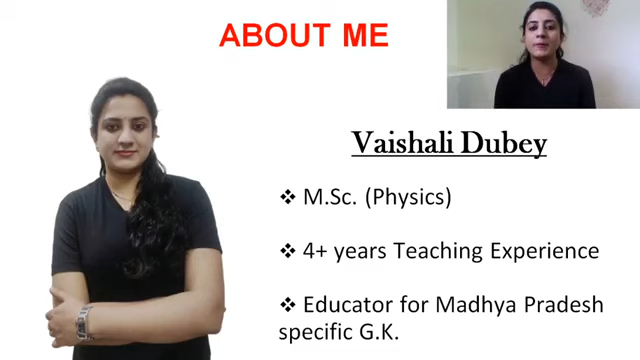 ABOUT ME
Vaishali Dubey
❖ M.Sc. (Physics)
❖ 4+ years Teaching Experience
❖ Educator for Madhya Pradesh
specific G.K.